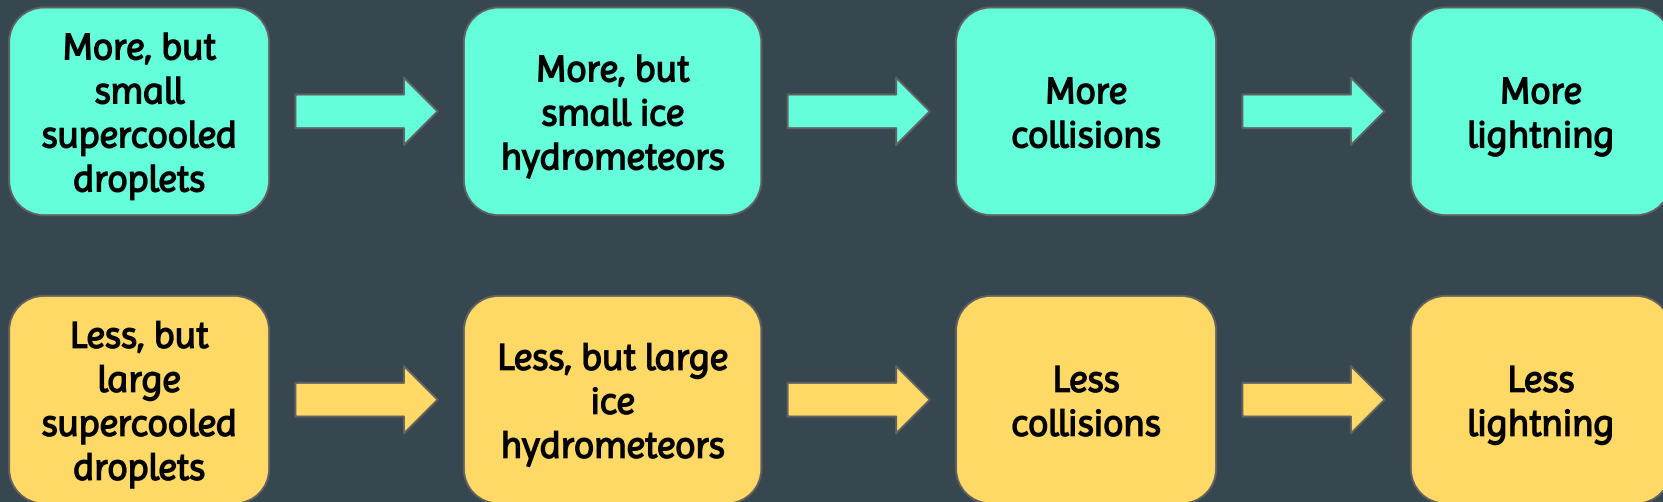 More, but
small
supercooled
droplets
More, but
small ice
hydrometeors
More
collisions
More
lightning
Less, but
large
supercooled
droplets
Less, but large
ice
hydrometeors
Less
collisions
Less
lightning